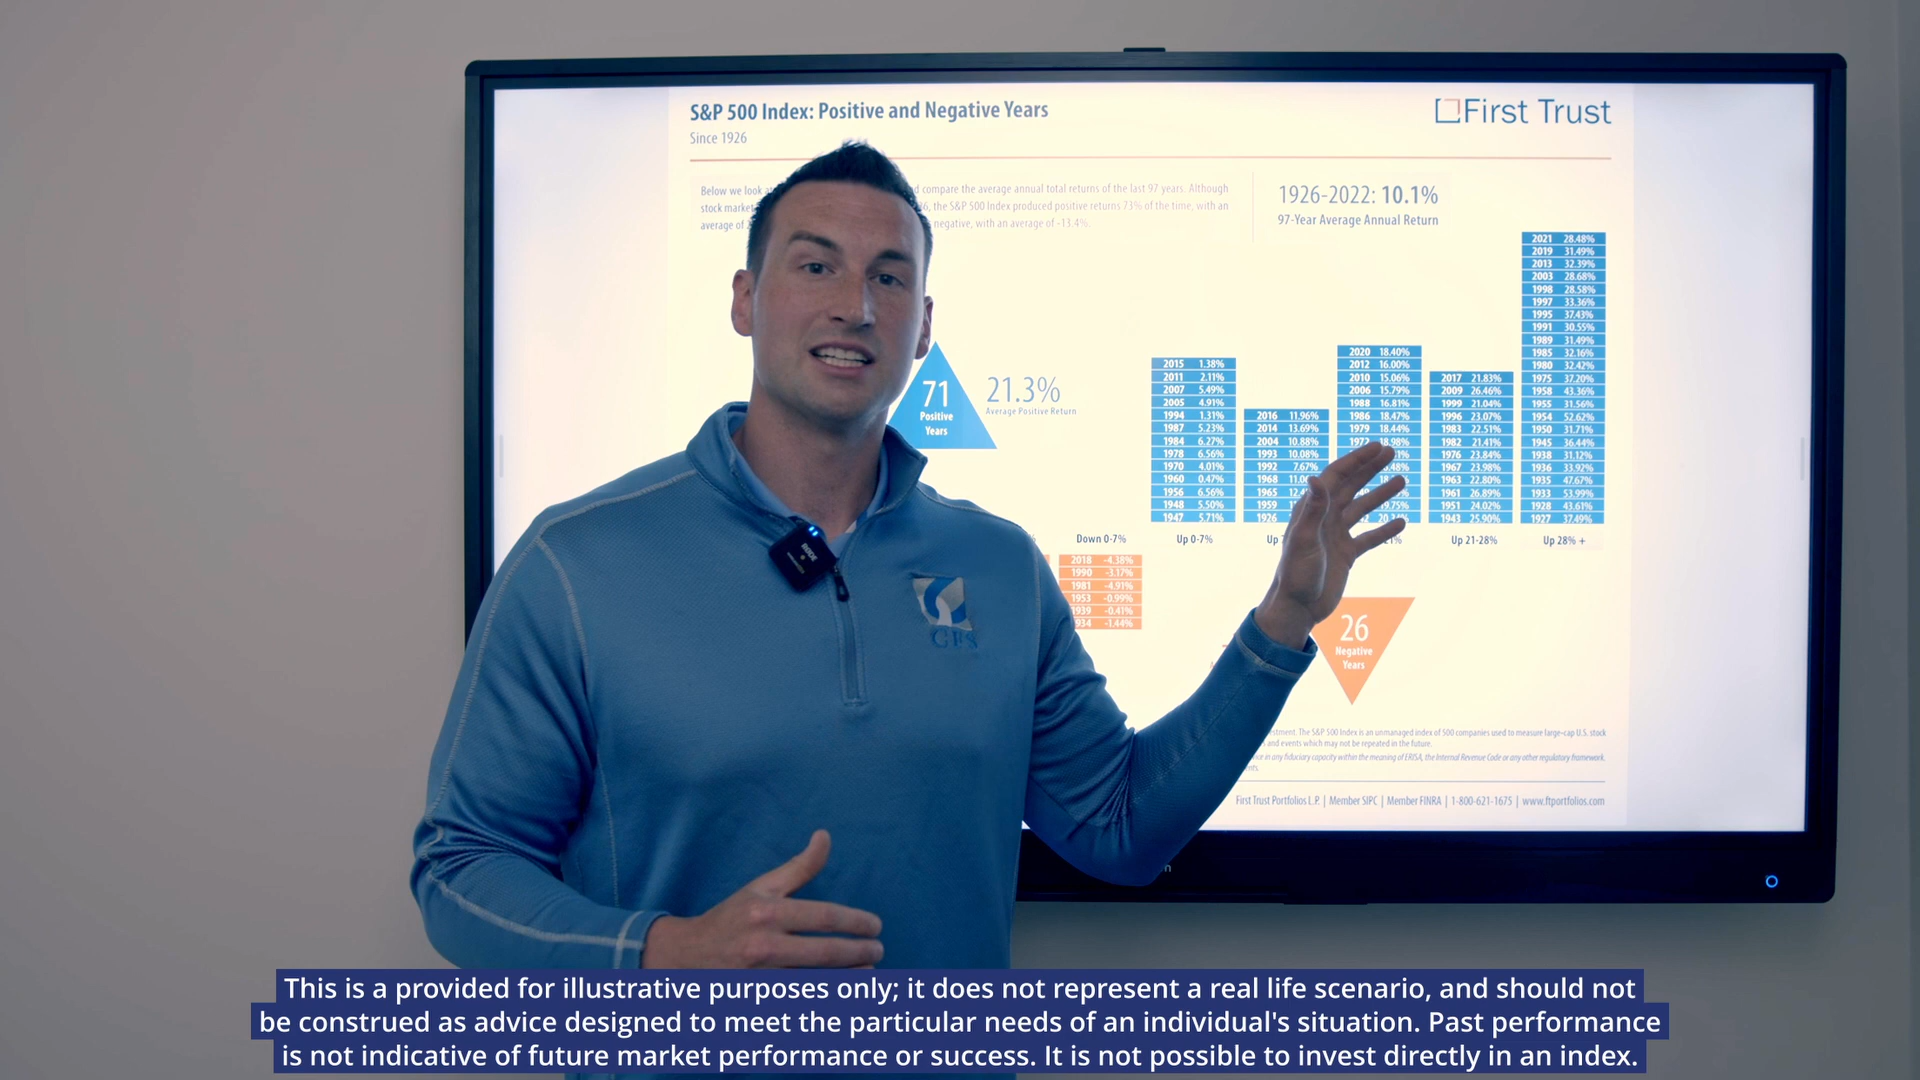 S&P 500 Index: Positive and Negative Years
Since 1926
First Trust
Below we look
and compare the average annual total returns of the last 97 years. Although
stock market
the S&P 500 Index produced positive returns 73% of the time, with an
average of
negative, with an average of -13.4%.
1926-2022: 10.1%
97-Year Average Annual Return
71
Positive
Years
21.3%
Average Positive Return
2015 1.38%
2011 2.11%
2007 5.49%
2005 4.91%
1994 1.31%
1987 5.23%
1984 6.27%
1978 6.56%
1970 4.01%
1960 0.47%
1956 6.56%
1948 5.50%
1947 5.71%
Up 0-7%
2016 11.96%
2014 13.69%
2004 10.88%
1993 10.08%
1992 7.67%
1968
1965
1959
1926
Up
2020 18.40%
2012 16.00%
2010 15.06%
2006 15.79%
1988 16.81%
1986 18.47%
1979 18.44%
1972 18.98%
2017 21.83%
2009 26.46%
1999 21.04%
1996 23.07%
1983 22.51%
1982 21.41%
1976 23.84%
1967 23.98%
1963 22.80%
1961 26.89%
1951 24.02%
1943 25.90%
Up 21-28%
2021 28.48%
2019 31.49%
2013 32.39%
2003 28.68%
1998 28.58%
1997 33.36%
1995 37.43%
1991 30.55%
1989 31.49%
1985 32.16%
1980 32.42%
1975 37.20%
1958 43.36%
1955 31.56%
1954 52.62%
1950 31.71%
1945 36.44%
1938 31.12%
1936 33.92%
1935 47.67%
1933 53.99%
1928 43.61%
1927 37.49%
Up 28% +
Down 0-7%
2018 -4.38%
1990 -3.17%
1981 -4.91%
1953 -0.99%
1939 -0.41%
934 -1.44%
26
Negative
Years
The S&P 500 Index is an unmanaged index of 500 companies used to measure large-cap U.S. stock
and events which may not be repeated in the future.
in any fiduciary capacity within the meaning of ERISA, the Internal Revenue Code or any other regulatory framework.
First Trust Portfolios L.P. | Member SIPC | Member FINRA | 1-800-621-1675 | www.ftportfolios.com
RODE
GFS
This is a provided for illustrative purposes only; it does not represent a real life scenario, and should not
be construed as advice designed to meet the particular needs of an individual's situation. Past performance
is not indicative of future market performance or success. It is not possible to invest directly in an index.